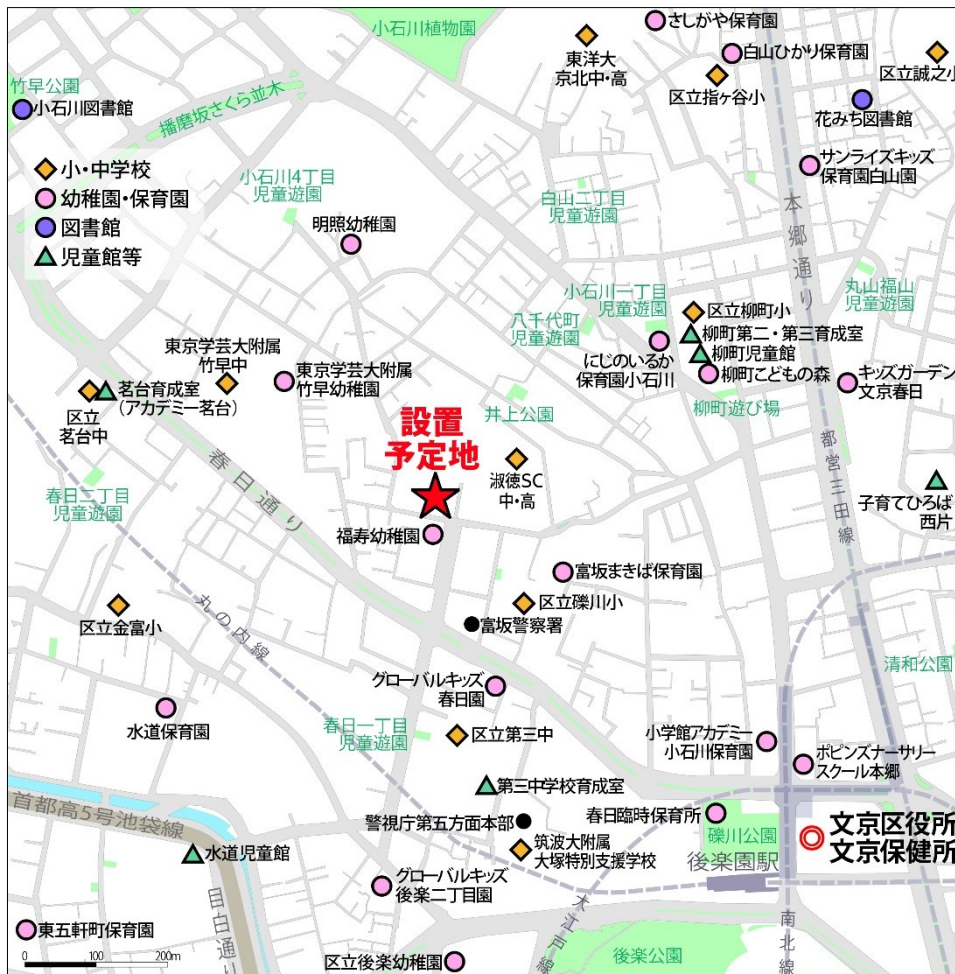 小石川植物園
さしがや保育園
東洋大
京北中・高
白山ひかり保育園
区立指ヶ谷小
区立誠之小
竹早公園
小石川図書館
播磨坂さくら並木
花みち図書館
小・中学校
幼稚園・保育園
図書館
児童館等
小石川4丁目
児童遊園
明照幼稚園
白山二丁目
児童遊園
サンライズキッズ
保育園白山園
本郷通り
丸山福山
児童遊園
小石川一丁目
児童遊園
八千代町
児童遊園
区立柳町小
柳町第二・第三育成室
柳町児童館
にじのいるか
保育園小石川
柳町こどもの森
キッズガーデン
文京春日
柳町遊び場
東京学芸大附属
竹早中
東京学芸大附属
竹早幼稚園
茗台育成室
(アカデミー茗台)
区立
茗台中
井上公園
設置
予定地
淑徳SC
中・高
春日通り
都営三田線
春日一丁目
児童遊園
子育てひろば
西片
福寿幼稚園
富坂まきば保育園
丸の内線
区立礫川小
区立金富小
富坂警察署
清和公園
グローバルキッズ
春日園
水道保育園
春日一丁目
児童遊園
区立第三中
小学館アカデミー
小石川保育園
ポピンズナーサリー
スクール本郷
第三中学校育成室
首都高5号池袋線
警視庁第五方面本部
春日臨時保育所
礫川公園
文京区役所
文京保健所
水道児童館
筑波大附属
大塚特別支援学校
後楽園駅
グローバルキッズ
後楽二丁目園
目白通り
大江戸線
南北線
東五軒町保育園
後楽公園
区立後楽幼稚園
0 100 200m